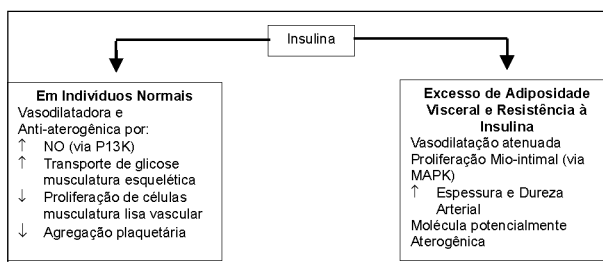 Insulina
Em Individuos Normais
Vasodilatadora e
Anti-aterogênica por:
↑ NO (via P13K)
↑ Transporte de glicose
musculatura esquelética
↓ Proliferação de células
musculatura lisa vascular
↓ Agregação plaquetária
Excesso de Adiposidade
Visceral e Resistência à
Insulina
Vasodilatação atenuada
Proliferação Mio-intimal (via
MAPK)
↑ Espessura e Dureza
Arterial
Molécula potencialmente
Aterogênica